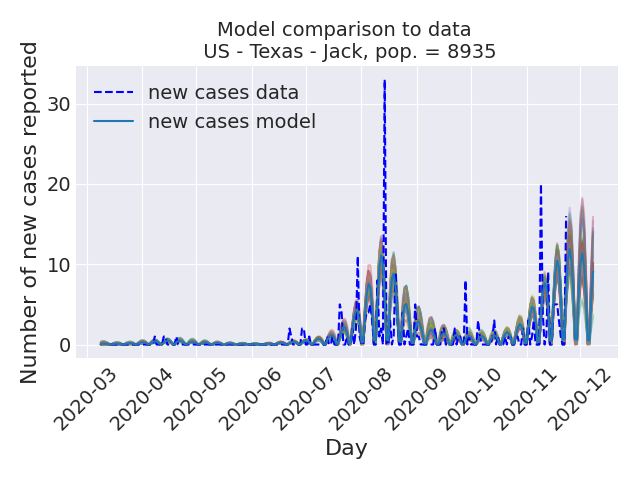 Model comparison to data
US - Texas - Jack, pop. = 8935
Number of new cases reported
30
20
10
0
new cases data
new cases model
2020-03
2020-04
2020-05
2020-06
2020-07
2020-08
2020-09
2020-10
2020-11
2020-12
Day